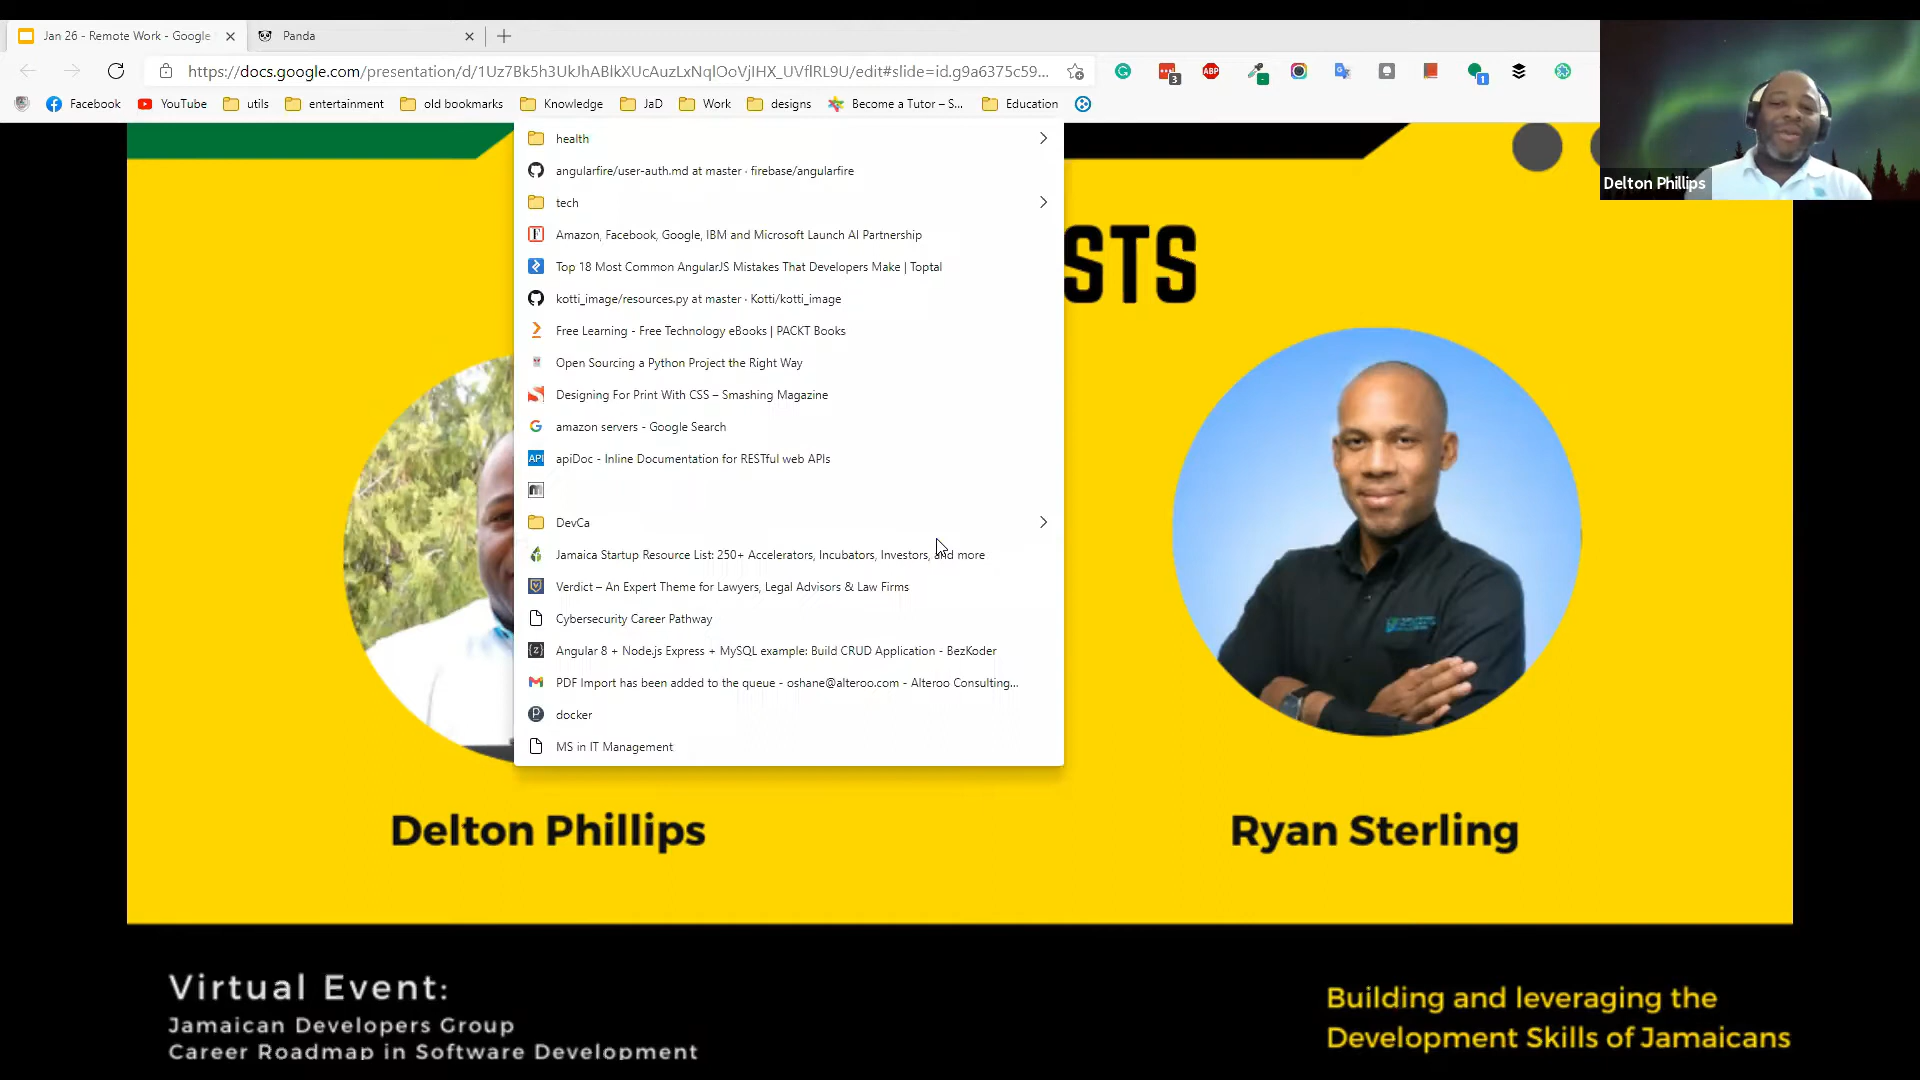 Jan 26 - Remote Work - Google
Panda
https://docs.google.com/presentation/d/1Uz7Bk5h3UkJhABlkXUcAuzLxNqlOoVjIHX_UVflRL9U/edit#slide=id.g9a6375c59...
3
ABP
1
Facebook
YouTube
utils
entertainment
old bookmarks
Knowledge
JaD
Work
designs
Become a Tutor – S...
Education
Delton Phillips
health
angularfire/user-auth.md at master · firebase/angularfire
tech
Amazon, Facebook, Google, IBM and Microsoft Launch AI Partnership
Top 18 Most Common AngularJS Mistakes That Developers Make | Toptal
kotti_image/resources.py at master · Kotti/kotti_image
Free Learning - Free Technology eBooks | PACKT Books
Open Sourcing a Python Project the Right Way
Designing For Print With CSS – Smashing Magazine
amazon servers - Google Search
API apiDoc - Inline Documentation for RESTful web APIs
DevCa
Jamaica Startup Resource List: 250+ Accelerators, Incubators, Investors, and more
Verdict – An Expert Theme for Lawyers, Legal Advisors & Law Firms
Cybersecurity Career Pathway
Angular 8 + Node.js Express + MySQL example: Build CRUD Application - BezKoder
PDF Import has been added to the queue - oshane@alteroo.com - Alteroo Consulting...
docker
MS in IT Management
STS
Delton Phillips
Ryan Sterling
Virtual Event:
Jamaican Developers Group
Career Roadmap in Software Development
Building and leveraging the
Development Skills of Jamaicans